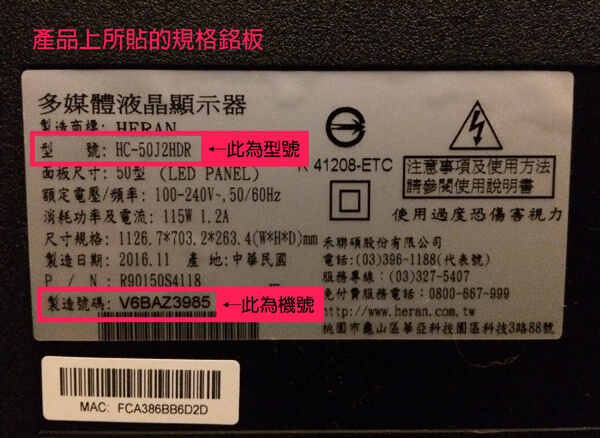 產品上所貼的規格銘板
多媒體液晶顯示器
製造商標: HERAN
型 號: HC-50J2HDR ←此為型號
面板尺寸: 50型 (LED PANEL)
額定電壓/頻率: 100-240V~,50/60Hz
消耗功率及電流: 115W 1.2A
尺寸規格: 1126.7*703.2*263.4(W*H*D)mm
製造日期: 2016.11 產 地:中華民國
P / N: R90150S4118
製造號碼: V6BAZ3985 ←此為機號
41208-ETC
注意事項及使用方法
請參閱使用說明書
使用過度恐傷害視力
禾聯碩股份有限公司
電話:(03)396-1188(代表號)
服務專線:(03)327-5407
免付費服務電話:0800-667-999
http://www.heran.com.tw
桃園市龜山區華亞科技園區科技3路88號
MAC: FCA386BB6D2D